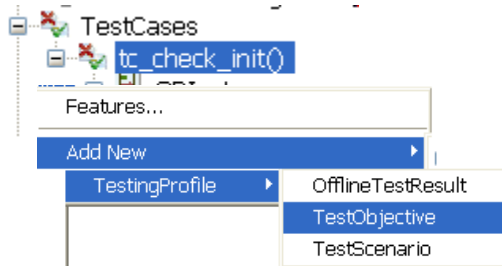 TestCases
tc_check_init()
Features...
Add New
TestingProfile
OfflineTestResult
TestObjective
TestScenario